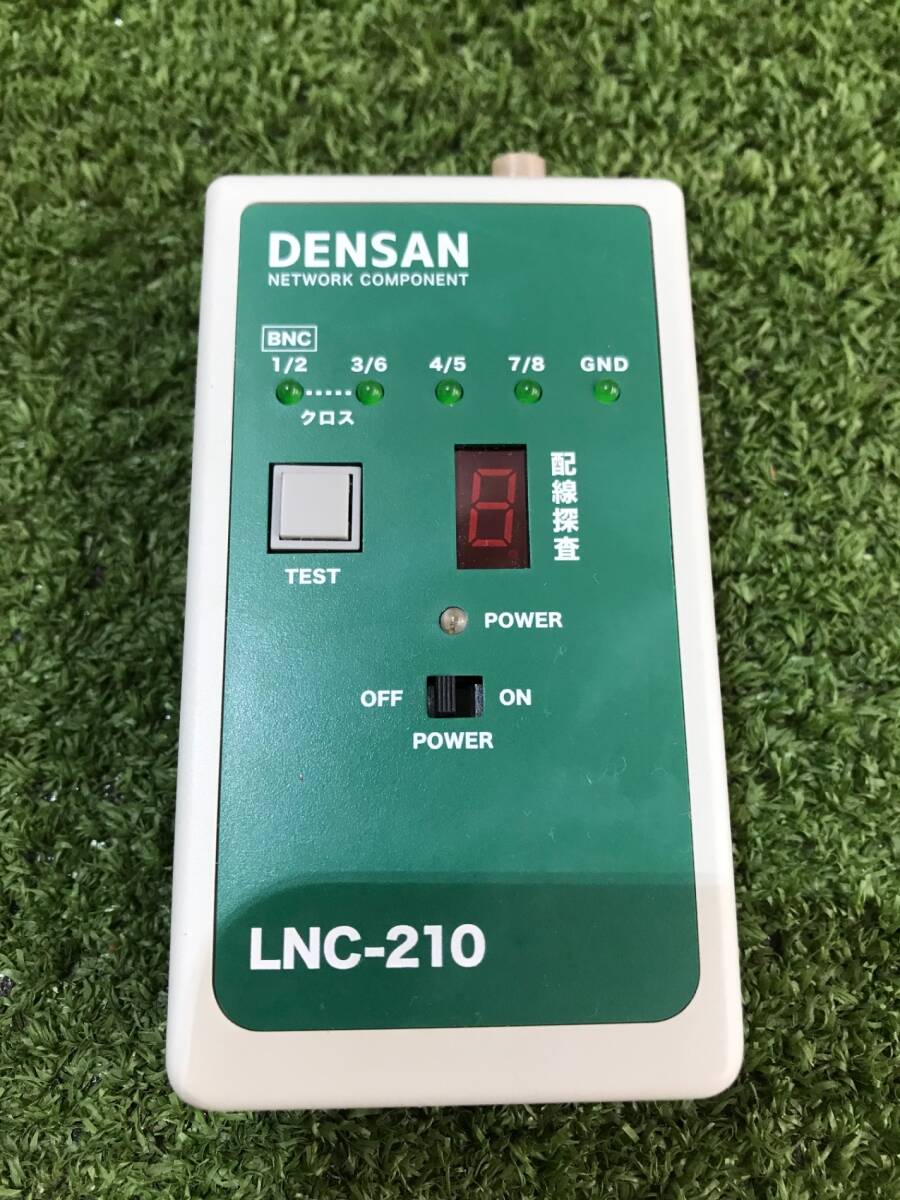 DENSAN
NETWORK COMPONENT
BNC
1/2 3/6 4/5 7/8 GND
クロス
配線探査
TEST
POWER
OFF ON
POWER
LNC-210